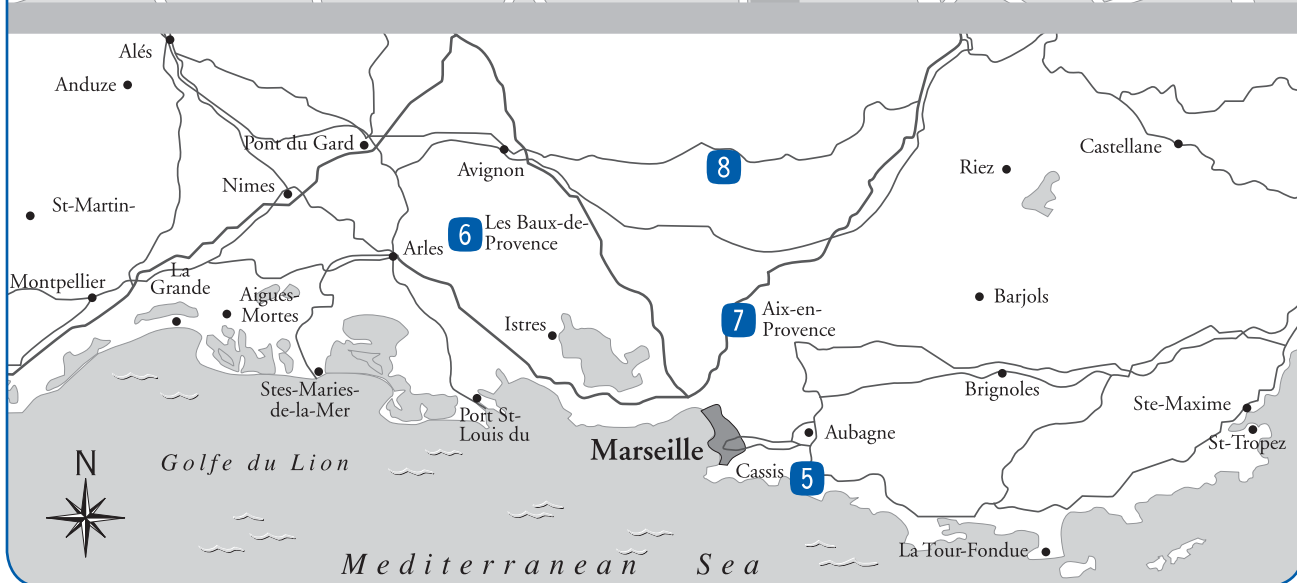 Alés
Anduze
Pont du Gard
Castellane
Avignon
8
Riez
Nimes
St-Martin-
6
Les Baux-de-
Provence
Arles
Montpellier
La
Grande
Aigues-
Mortes
Barjols
7
Aix-en-
Provence
Istres
Stes-Maries-
de-la-Mer
Brignoles
Ste-Maxime
Port St-
Louis du
Aubagne
St-Tropez
Marseille
Cassis
5
N
Golfe du Lion
La Tour-Fondue
Mediterranean Sea